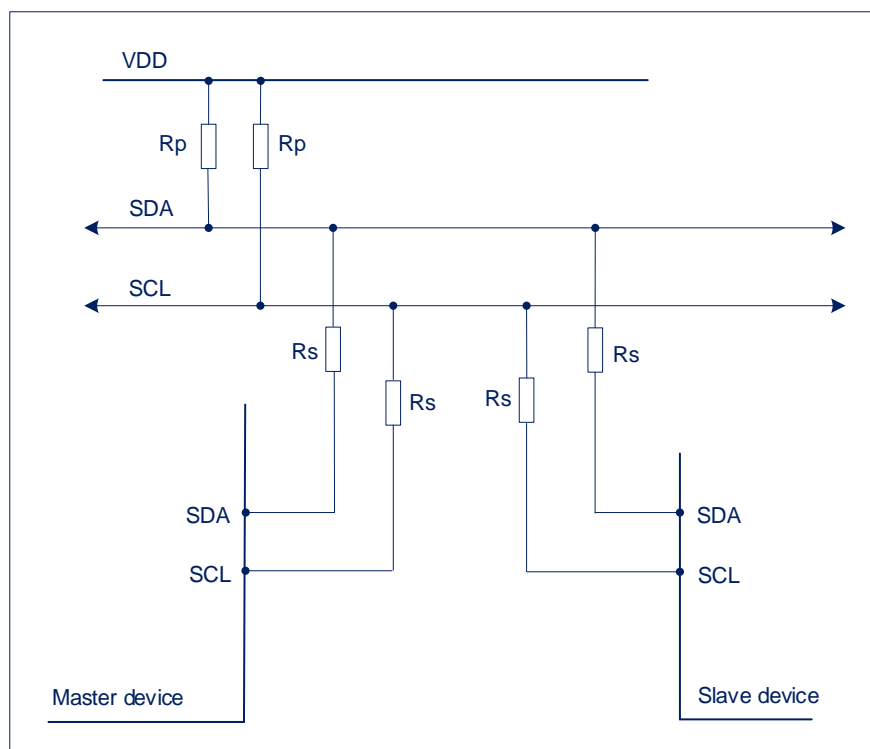 VDD
Rp
Rp
SDA
SCL
Rs
Rs
Rs
Rs
SDA
SDA
SCL
SCL
Master device
Slave device